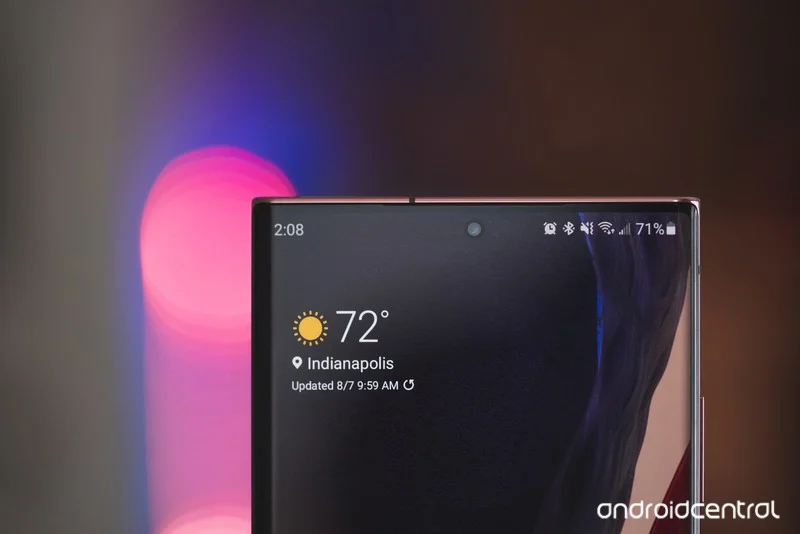 2:08 71%
72°
Indianapolis
Updated 8/7 9:59 AM
androidcentral